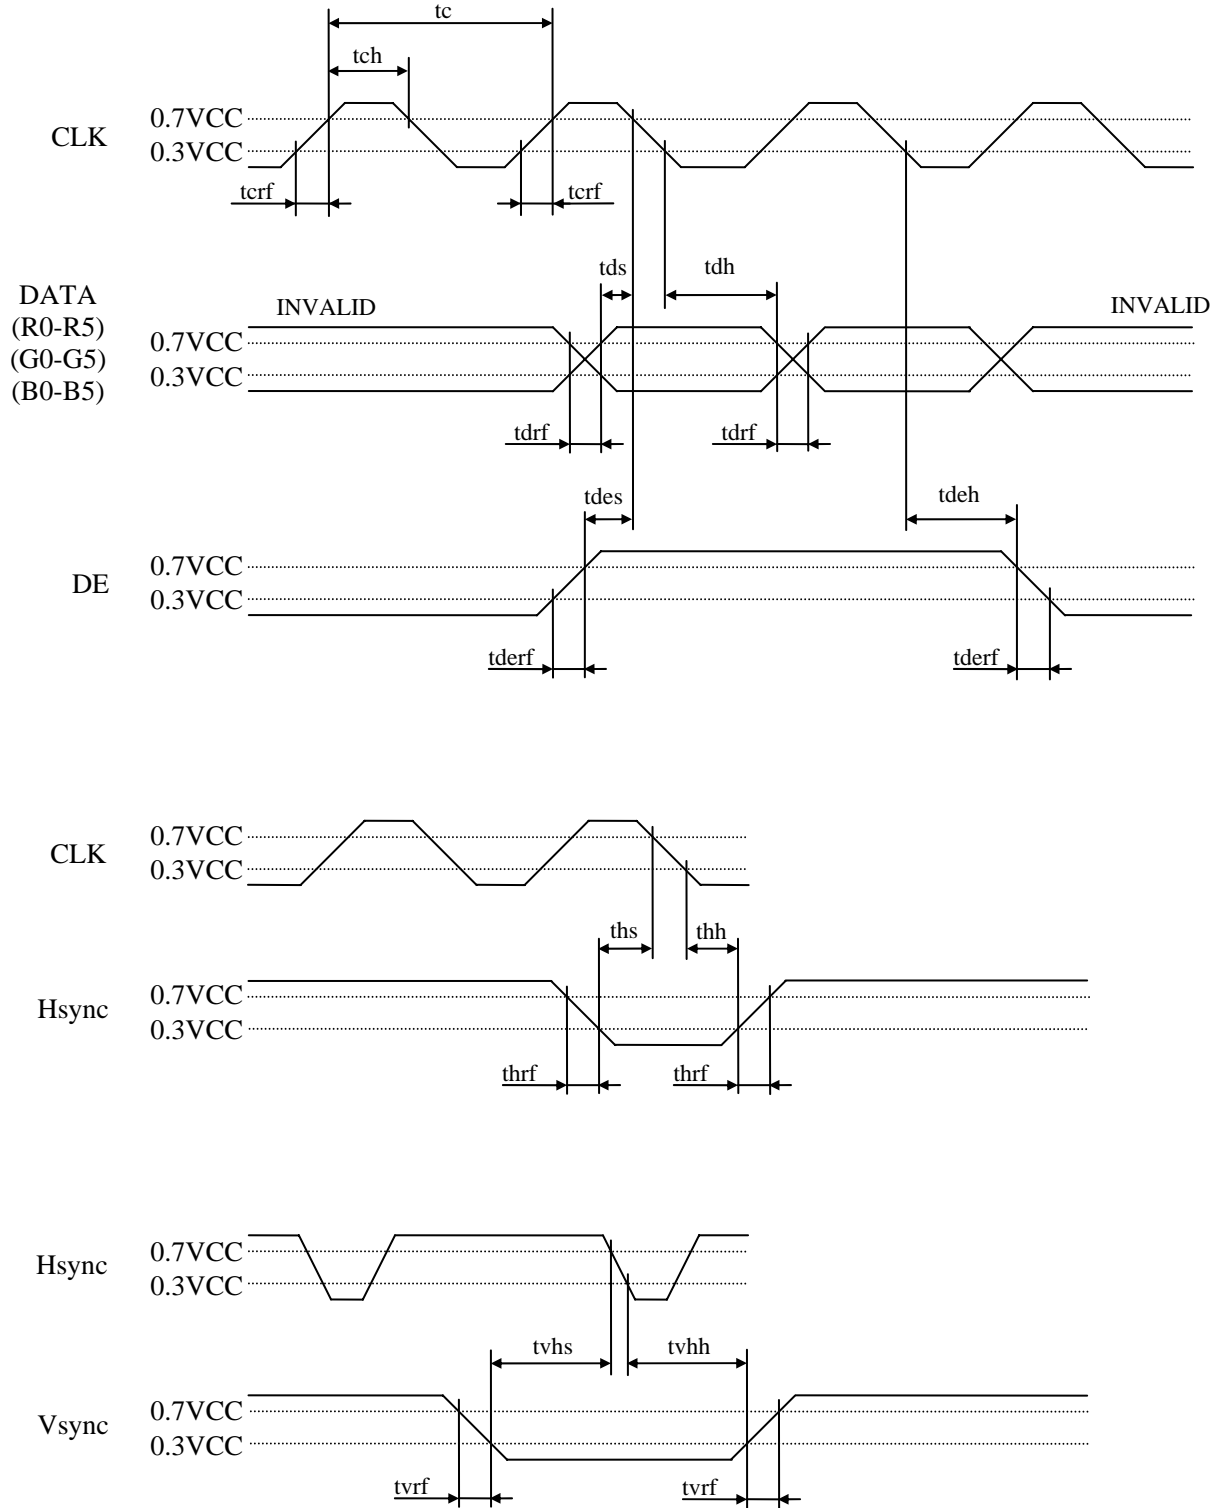 tc
tch
CLK
0.7VCC
0.3VCC
tcrf
tcrf
tds
tdh
DATA
(R0-R5)
(G0-G5)
(B0-B5)
INVALID
INVALID
0.7VCC
0.3VCC
tdrf
tdrf
tdes
tdeh
DE
0.7VCC
0.3VCC
tderf
tderf
CLK
0.7VCC
0.3VCC
ths
thh
Hsync
0.7VCC
0.3VCC
thrf
thrf
Hsync
0.7VCC
0.3VCC
tvhs
tvhh
Vsync
0.7VCC
0.3VCC
tvrf
tvrf